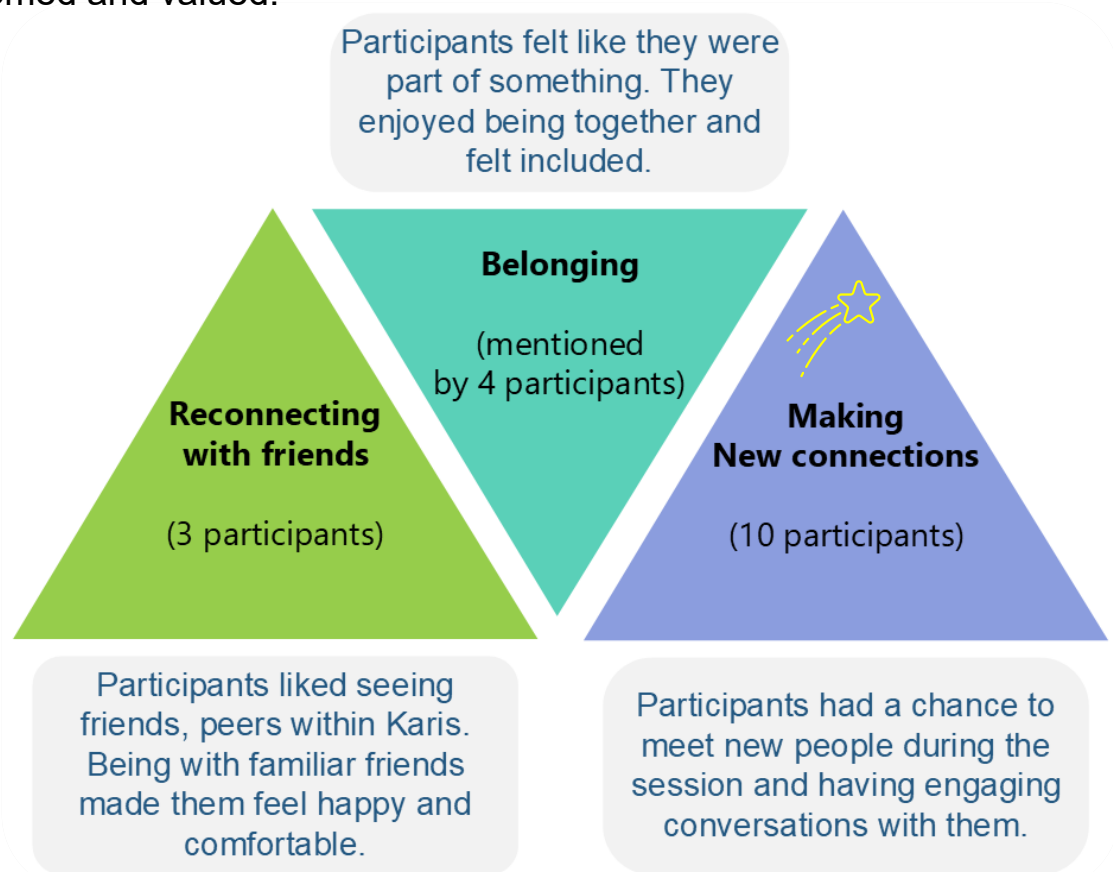 and valued.
Participants felt like they were
part of something. They
enjoyed being together and
felt included.
Belonging
(mentioned
by 4 participants)
Reconnecting
with friends
(3 participants)
Making
New connections
(10 participants)
Participants liked seeing
friends, peers within Karis.
Being with familiar friends
made them feel happy and
comfortable.
Participants had a chance to
meet new people during the
session and having engaging
conversations with them.